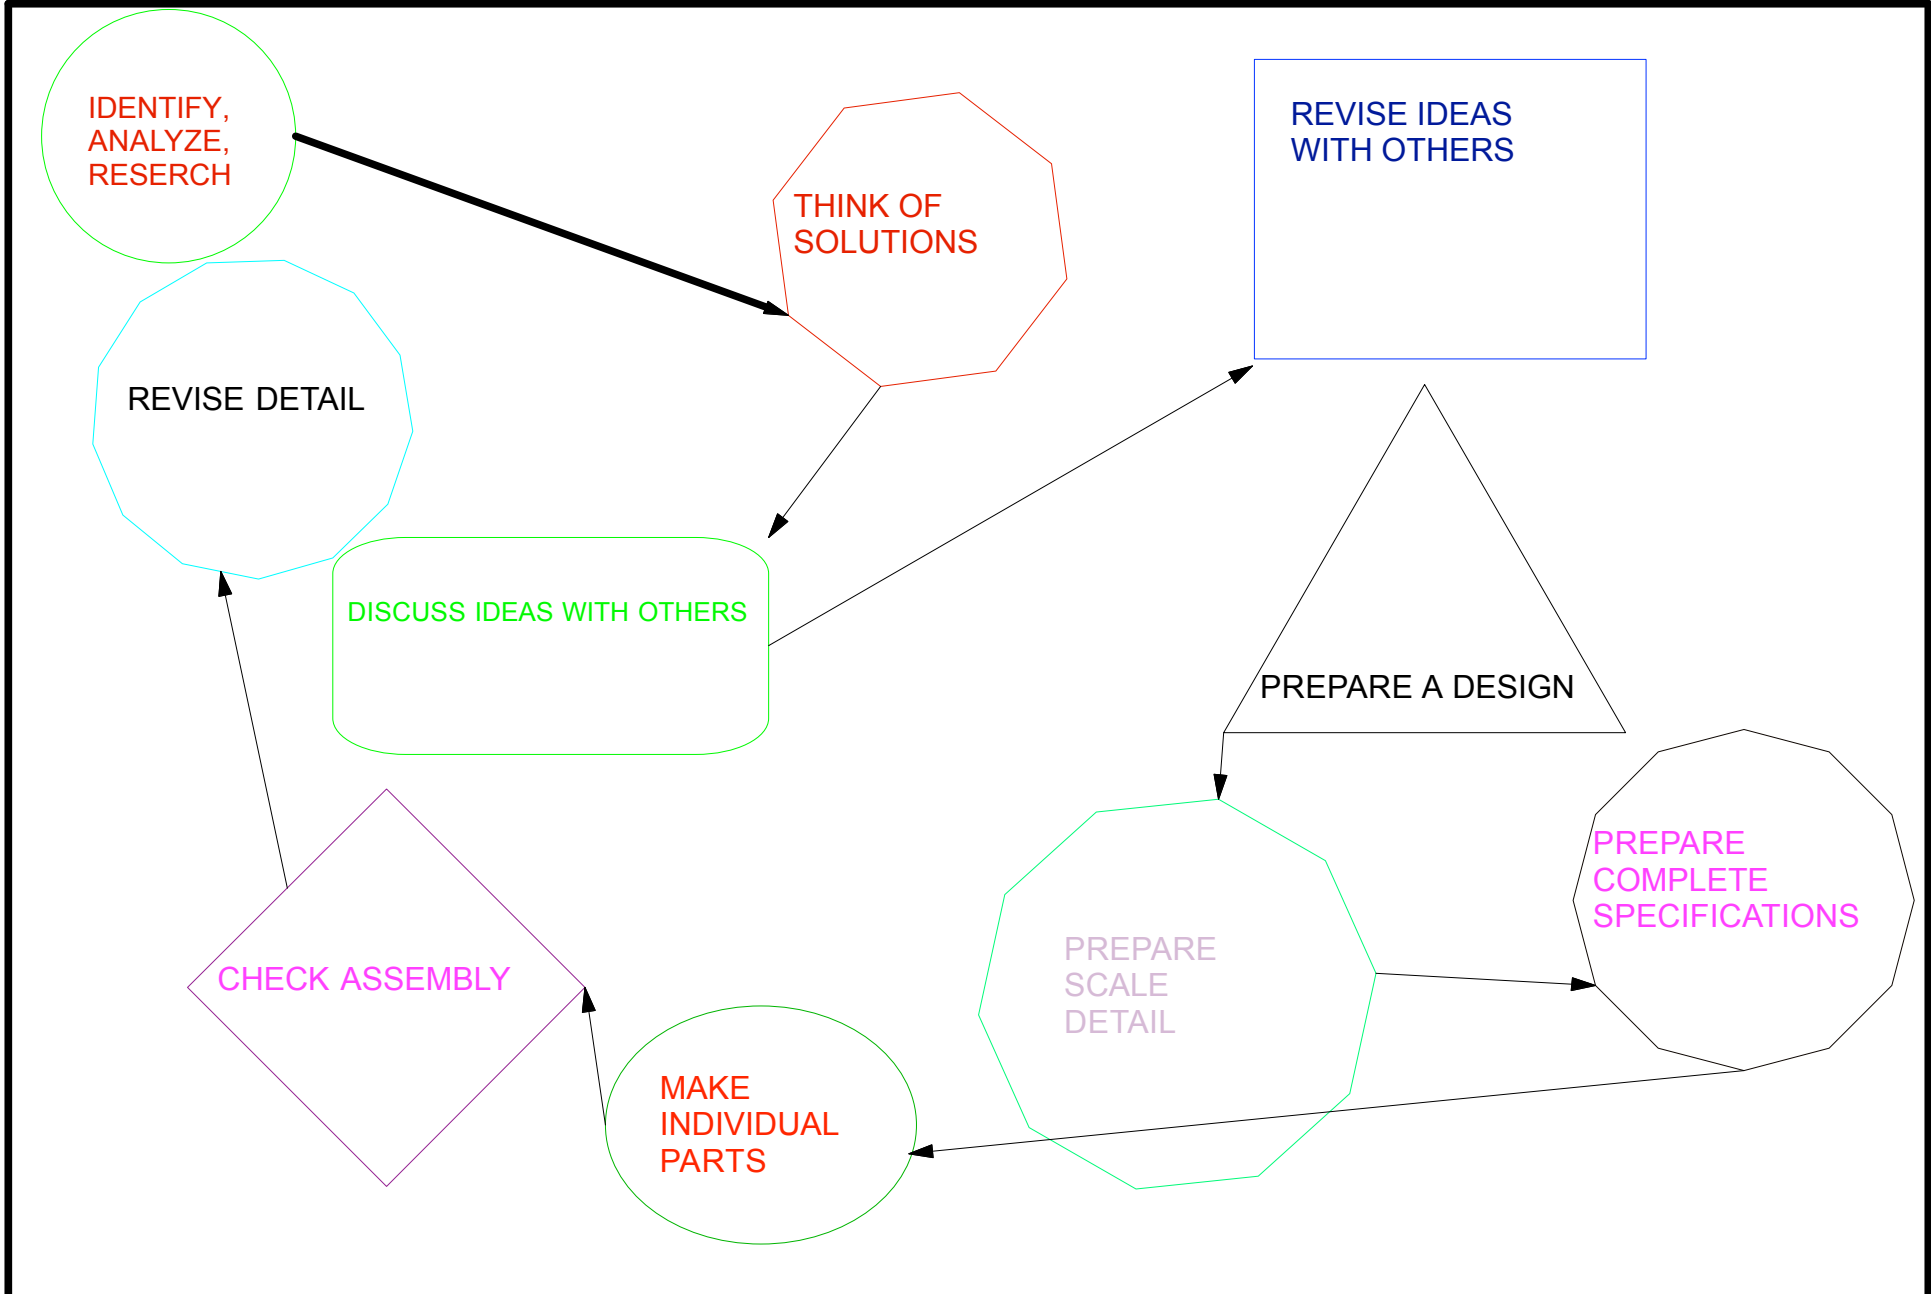 IDENTIFY,
ANALYZE,
RESERCH
THINK OF
SOLUTIONS
REVISE IDEAS
WITH OTHERS
REVISE DETAIL
DISCUSS IDEAS WITH OTHERS
PREPARE A DESIGN
PREPARE
COMPLETE
SPECIFICATIONS
PREPARE
SCALE
DETAIL
CHECK ASSEMBLY
MAKE
INDIVIDUAL
PARTS